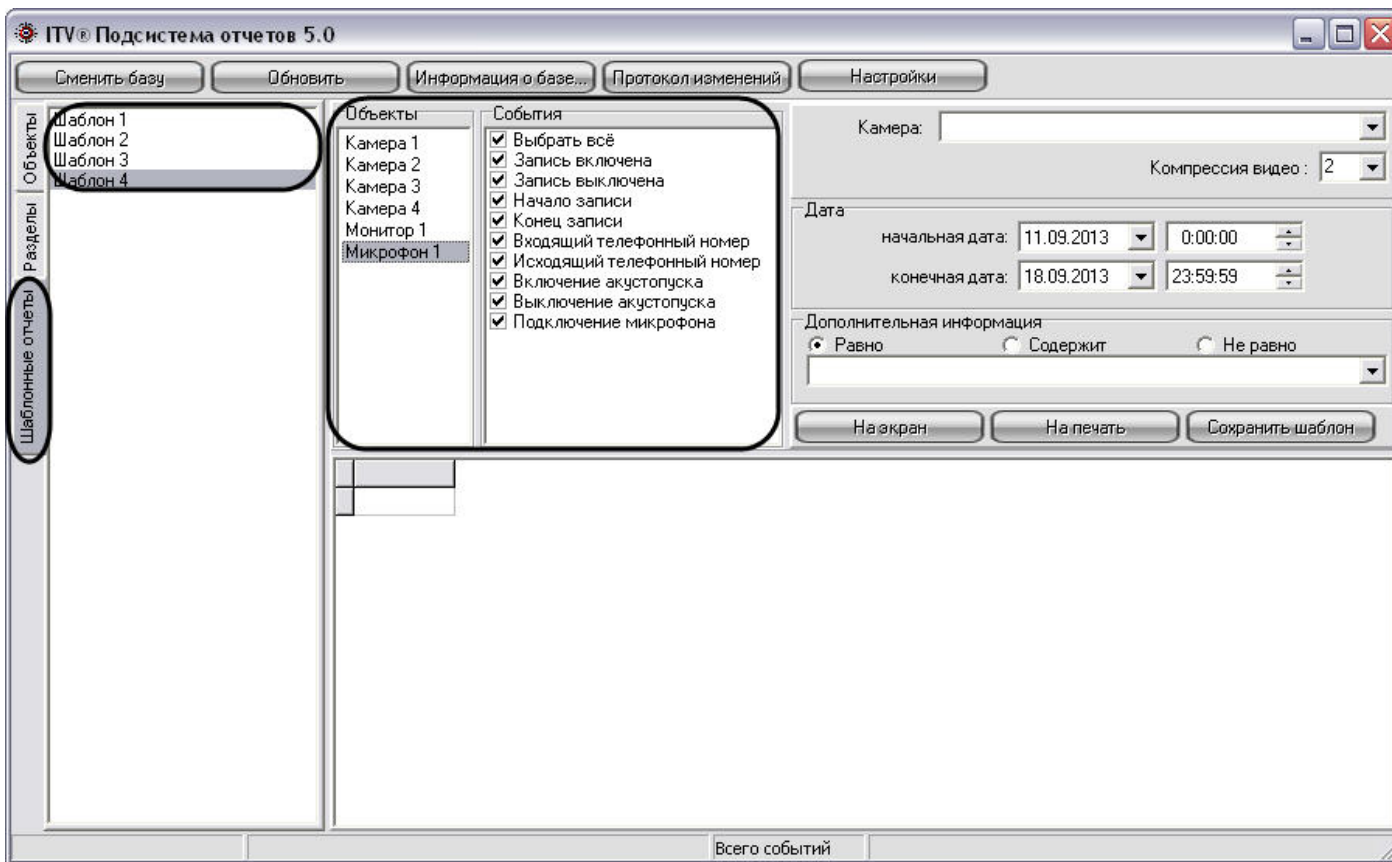 ITV® Подсистема отчетов 5.0
Сменить базу Обновить Информация о базе... Протокол изменений Настройки
Объекты
Разделы
Шаблонные отчеты
Шаблон 1
Шаблон 2
Шаблон 3
Шаблон 4
Объекты
Камера 1
Камера 2
Камера 3
Камера 4
Монитор 1
Микрофон 1
События
Выбрать всё
Запись включена
Запись выключена
Начало записи
Конец записи
Входящий телефонный номер
Исходящий телефонный номер
Включение акустопуска
Выключение акустопуска
Подключение микрофона
Камера:
Компрессия видео : 2
Дата
начальная дата: 11.09.2013 0:00:00
конечная дата: 18.09.2013 23:59:59
Дополнительная информация
Равно Содержит Не равно
На экран На печать Сохранить шаблон
Всего событий